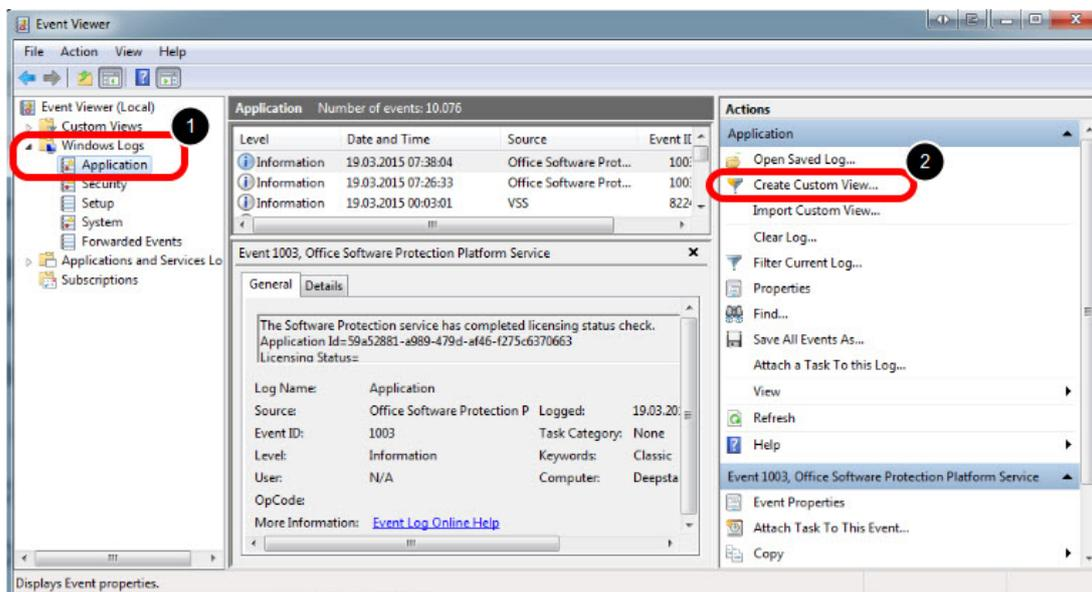 Event Viewer
File Action View Help
Event Viewer (Local)
Custom Views
1
Windows Logs
Application
Security
Setup
System
Forwarded Events
Applications and Services Lo
Subscriptions
Application Number of events: 10.076
Level Date and Time Source Event
Information 19.03.2015 07:38:04 Office Software Prot...
Information 19.03.2015 07:26:33 Office Software Prot...
Information 19.03.2015 00:03:01 VSS
Event 1003, Office Software Protection Platform Service
General Details
The Software Protection service has completed licensing status check.
Application Id=59a52881-a989-479d-af46-f275c6370663
Licensing Status=
Log Name: Application
Source: Office Software Protection P Logged: 19.03.20
Event ID: 1003 Task Category: None
Level: Information Keywords: Classic
User: N/A Computer: Deepsta
OpCode:
More Information: Event Log Online Help
Actions
Application
Open Saved Log...
2
Create Custom View...
Import Custom View...
Clear Log...
Filter Current Log...
Properties
Find...
Save All Events As...
Attach a Task To this Log...
View
Refresh
Help
Event 1003, Office Software Protection Platform Service
Event Properties
Attach Task To This Event...
Copy
Displays Event properties.